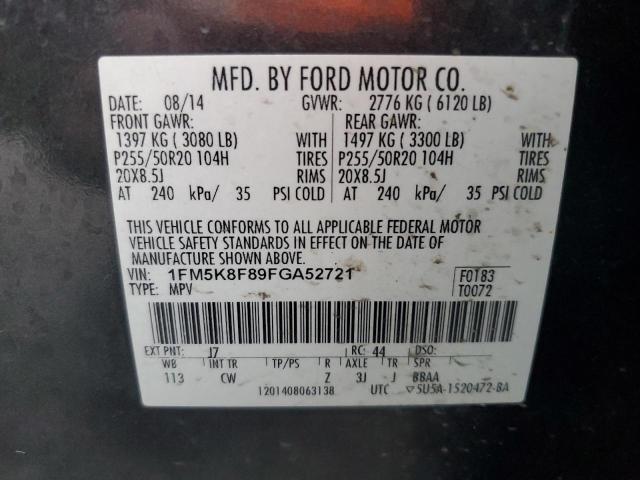 MFD. BY FORD MOTOR CO.
DATE: 08/14 GVWR: 2776 KG ( 6120 LB)
FRONT GAWR: REAR GAWR:
1397 KG ( 3080 LB) WITH 1497 KG ( 3300 LB) WITH
P255/50R20 104H TIRES P255/50R20 104H TIRES
20X8.5J RIMS 20X8.5J RIMS
AT 240 kPa/ 35 PSI COLD AT 240 kPa/ 35 PSI COLD
THIS VEHICLE CONFORMS TO ALL APPLICABLE FEDERAL MOTOR
VEHICLE SAFETY STANDARDS IN EFFECT ON THE DATE OF
MANUFACTURE SHOWN ABOVE.
VIN: 1FM5K8F89FGA52721 F0183
TYPE: MPV T0072
EXT PNT: J7 RC: 44 DSO:
WB INT TR TP/PS R AXLE TR SPR
113 CW Z 3J J BBAA
1201408063138 UTC ▽5U5A-1520472-BA